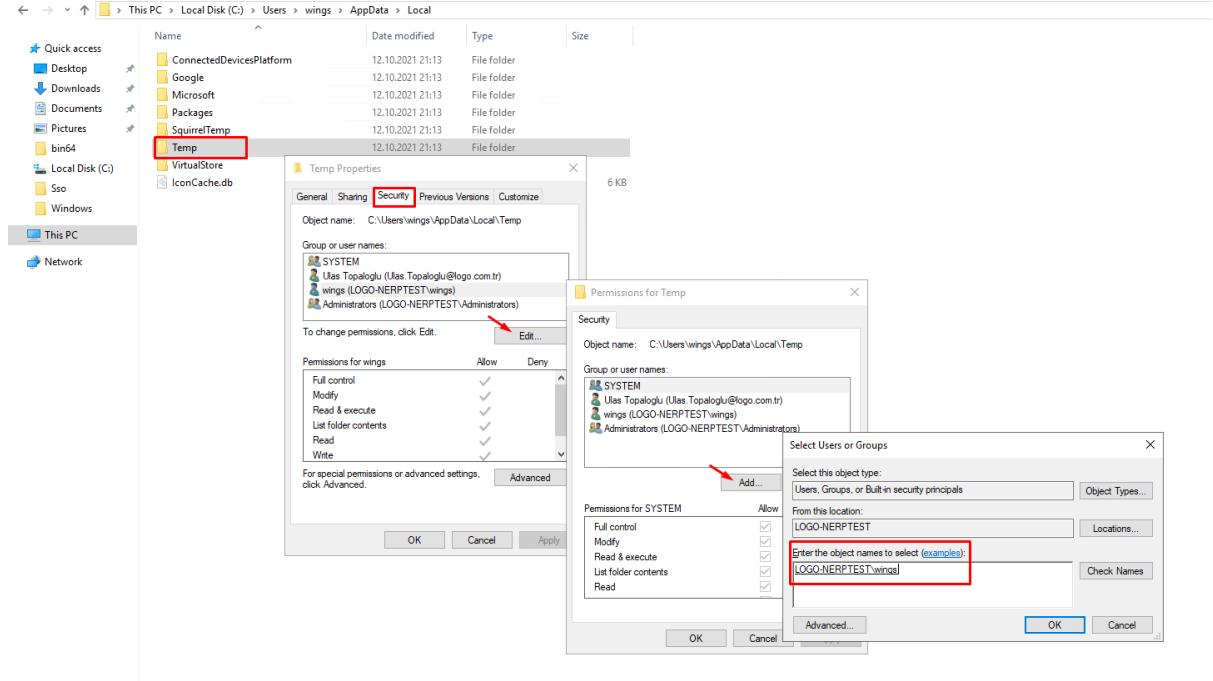 This PC > Local Disk (C:) > Users > wings > AppData > Local
Quick access
Desktop
Downloads
Documents
Pictures
bin64
Local Disk (C:)
Sso
Windows
This PC
Network
Name Date modified Type Size
ConnectedDevicesPlatform 12.10.2021 21:13 File folder
Google 12.10.2021 21:13 File folder
Microsoft 12.10.2021 21:13 File folder
Packages 12.10.2021 21:13 File folder
SquirrelTemp 12.10.2021 21:13 File folder
Temp 12.10.2021 21:13 File folder
VirtualStore
IconCache.db 6 KB
Temp Properties
General Sharing Security Previous Versions Customize
Object name: C:\Users\wings\AppData\Local\Temp
Group or user names:
SYSTEM
Ulas Topaloglu (Ulas.Topaloglu@logo.com.tr)
wings (LOGO-NERPTEST\wings)
Administrators (LOGO-NERPTEST\Administrators)
To change permissions, click Edit.
Edit...
Permissions for wings Allow Deny
Full control
Modify
Read & execute
List folder contents
Read
Write
For special permissions or advanced settings,
click Advanced.
Advanced
OK Cancel Apply
Permissions for Temp
Security
Object name: C:\Users\wings\AppData\Local\Temp
Group or user names:
SYSTEM
Ulas Topaloglu (Ulas.Topaloglu@logo.com.tr)
wings (LOGO-NERPTEST\wings)
Administrators (LOGO-NERPTEST\Administrators)
Add...
Permissions for SYSTEM Allow
Full control
Modify
Read & execute
List folder contents
Read
OK Cancel
Select Users or Groups
Select this object type:
Users, Groups, or Built-in security principals
Object Types...
From this location:
LOGO-NERPTEST
Locations...
Enter the object names to select (examples):
LOGO-NERPTEST\wings
Check Names
Advanced...
OK Cancel